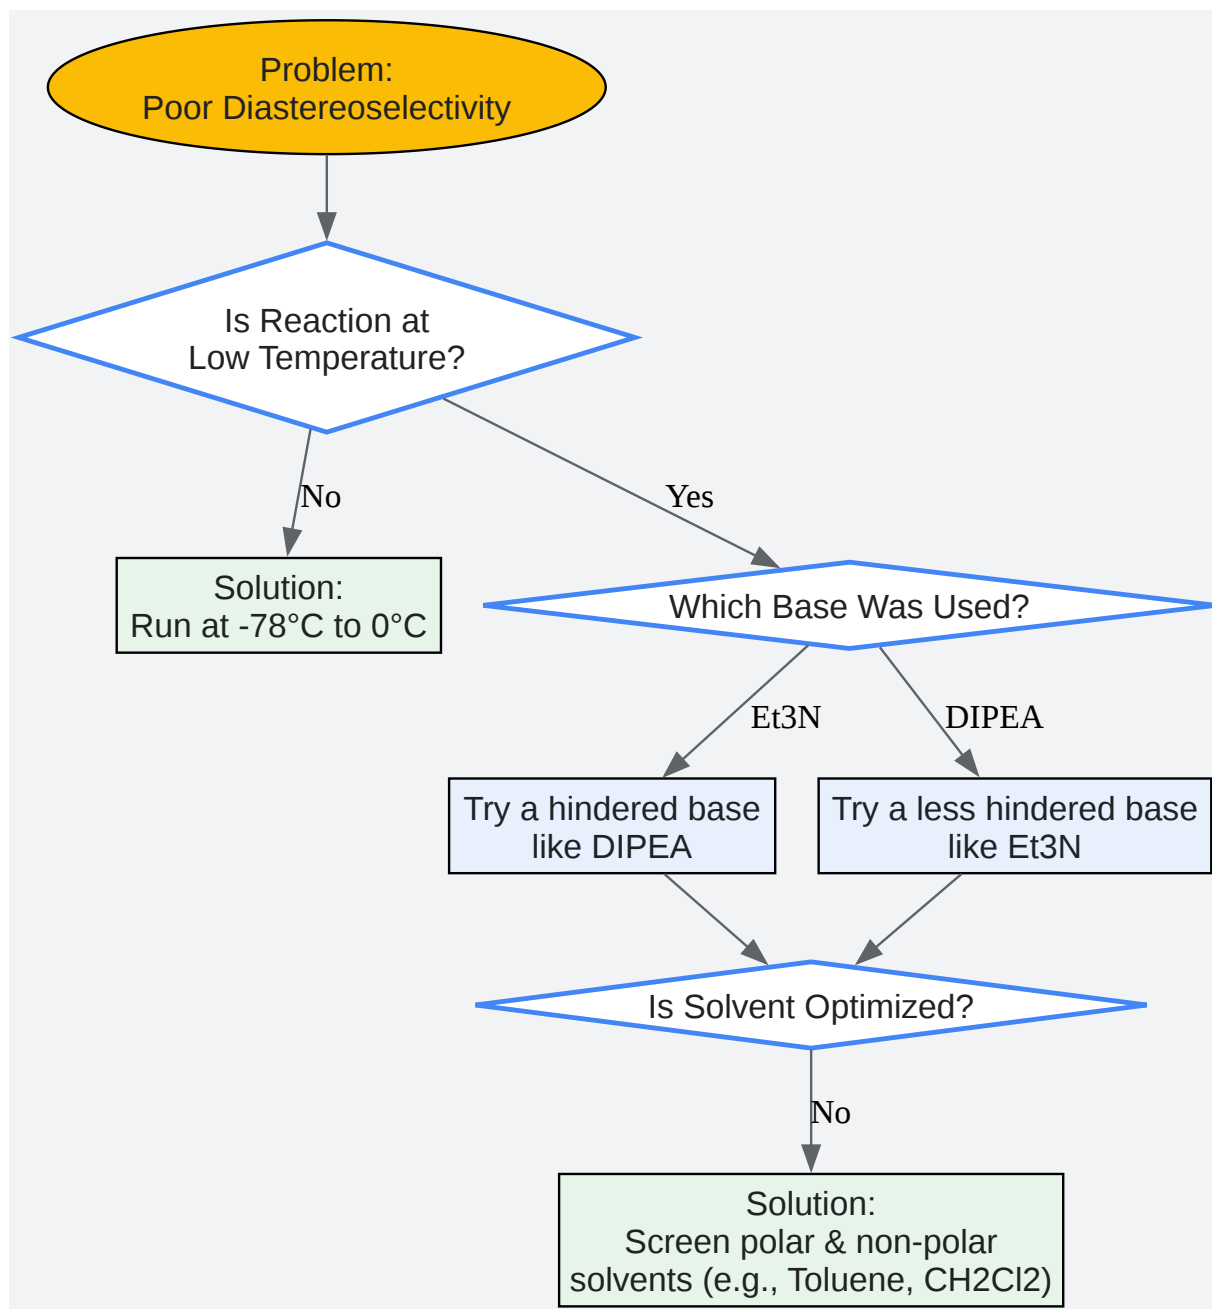 Problem:
Poor Diastereoselectivity
Is Reaction at
Low Temperature?
No
Yes
Solution:
Run at -78°C to 0°C
Which Base Was Used?
Et3N
DIPEA
Try a hindered base
like DIPEA
Try a less hindered base
like Et3N
Is Solvent Optimized?
No
Solution:
Screen polar & non-polar
solvents (e.g., Toluene, CH2Cl2)